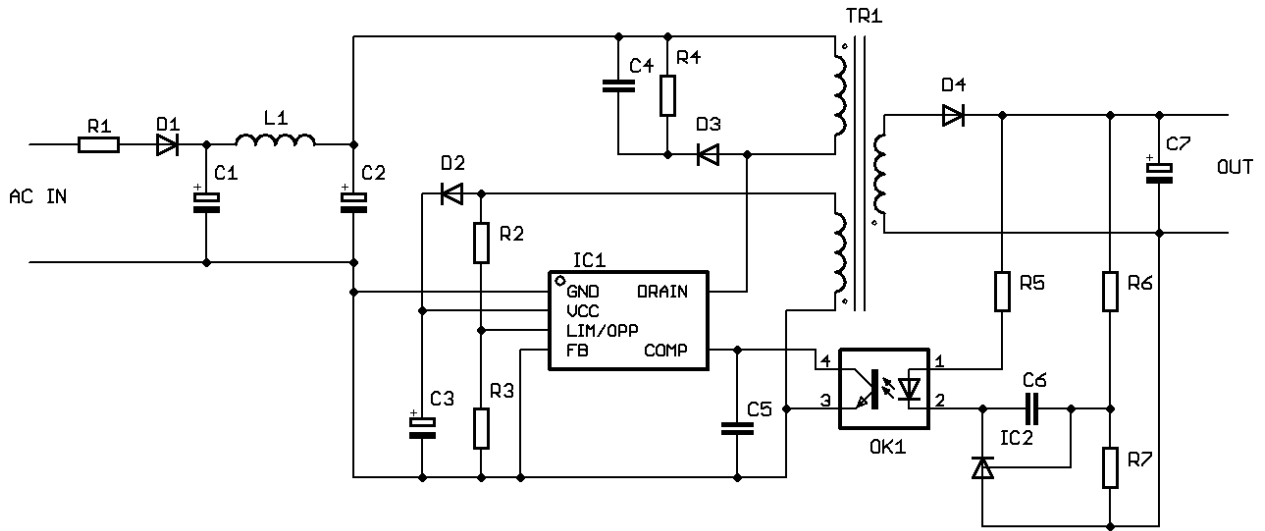 TR1
C4
R4
D4
R1
D1
L1
D3
C7
D2
C1
C2
+
+
+
OUT
AC IN
R2
IC1
GND
DRAIN
R5
R6
VCC
LIM/OPP
FB
COMP
4
1
C6
R3
C3
+
3
2
C5
IC2
OK1
R7